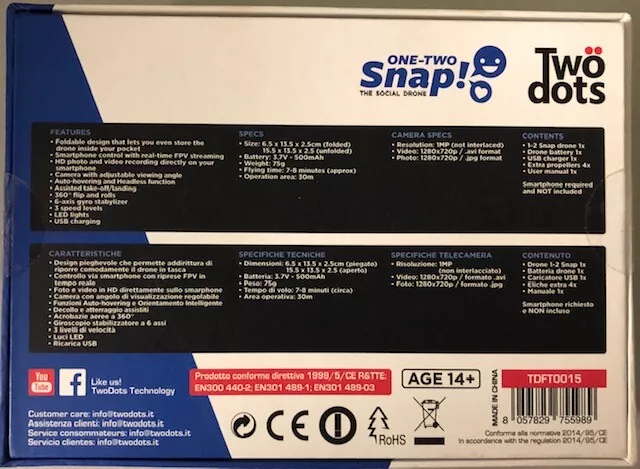 ONE-TWO
Snap!
THE SOCIAL DRONE
Two
dots
FEATURES
• Foldable design that lets you even store the
drone inside your pocket
• Smartphone control with real-time FPV streaming
• HD photo and video recording directly on your
smartphone
• Camera with adjustable viewing angle
• Auto-hovering and Headless function
• Assisted take-off/landing
• 360° flip and rolls
• 6-axis gyro stabylizer
• 3 speed levels
• LED lights
• USB charging
SPECS
• Size: 6.5 x 13.5 x 2.5cm (folded)
15.5 x 13.5 x 2.5 (unfolded)
• Battery: 3.7V - 500mAh
• Weight: 75g
• Flying time: 7-8 minutes (approx)
• Operation area: 30m
CAMERA SPECS
• Resolution: 1MP (not interlaced)
• Video: 1280x720p / .avi format
• Photo: 1280x720p / .jpg format
CONTENTS
• 1-2 Snap drone 1x
• Drone battery 1x
• USB charger 1x
• Extra propellers 4x
• User manual 1x
Smartphone required
and NOT included
CARATTERISTICHE
• Design pieghevole che permette addirittura di
riporre comodamente il drone in tasca
• Controllo via smartphone con riprese FPV in
tempo reale
• Foto e video in HD direttamente sullo smartphone
• Camera con angolo di visualizzazione regolabile
• Funzioni Auto-hovering e Orientamento Intelligente
• Decollo e atterraggio assistiti
• Acrobazie aeree a 360°
• Giroscopio stabilizzatore a 6 assi
• 3 livelli di velocità
• Luci LED
• Ricarica USB
SPECIFICHE TECNICHE
• Dimensioni: 6.5 x 13.5 x 2.5cm (piegato)
15.5 x 13.5 x 2.5 (aperto)
• Batteria: 3.7V - 500mAh
• Peso: 75g
• Tempo di volo: 7-8 minuti (circa)
• Area operativa: 30m
SPECIFICHE TELECAMERA
• Risoluzione: 1MP
(non interlacciato)
• Video: 1280x720p / formato .avi
• Foto: 1280x720p / formato .jpg
CONTENUTO
• Drone 1-2 Snap 1x
• Batteria drone 1x
• Caricatore USB 1x
• Eliche extra 4x
• Manuale 1x
Smartphone richiesto
e NON incluso
You
Tube
f
Like us!
TwoDots Technology
Prodotto conforme direttiva 1999/5/CE R&TTE:
EN300 440-2; EN301 489-1; EN301 489-03
AGE 14+
MADE IN CHINA
TDFT0015
Customer care: info@twodots.it
Assistenza clienti: info@twodots.it
Service consommateurs: info@twodots.it
Servicio clientes: info@twodots.it
CE
RoHS
8 057829 755989
Conforme alla normativa 2014/95/CE
In accordance with the regulation 2014/95/CE